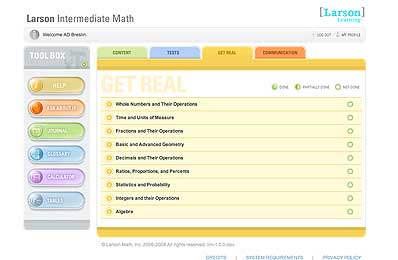 Larson Intermediate Math
[Larson]
Learning
Welcome AD Breslin
LOG OUT
MY PROFILE
TOOL BOX
CONTENT
TESTS
GET REAL
COMMUNICATION
GET REAL
DONE
PARTIALLY DONE
NOT DONE
HELP
ASK ABOUT IT
JOURNAL
GLOSSARY
CALCULATOR
TABLES
Whole Numbers and Their Operations
Time and Units of Measure
Fractions and Their Operations
Basic and Advanced Geometry
Decimals and Their Operations
Ratios, Proportions, and Percents
Statistics and Probability
Integers and their Operations
Algebra
© Larson Math, Inc. 2006-2008 All rights reserved.
CREDITS | SYSTEM REQUIREMENTS | PRIVACY POLICY